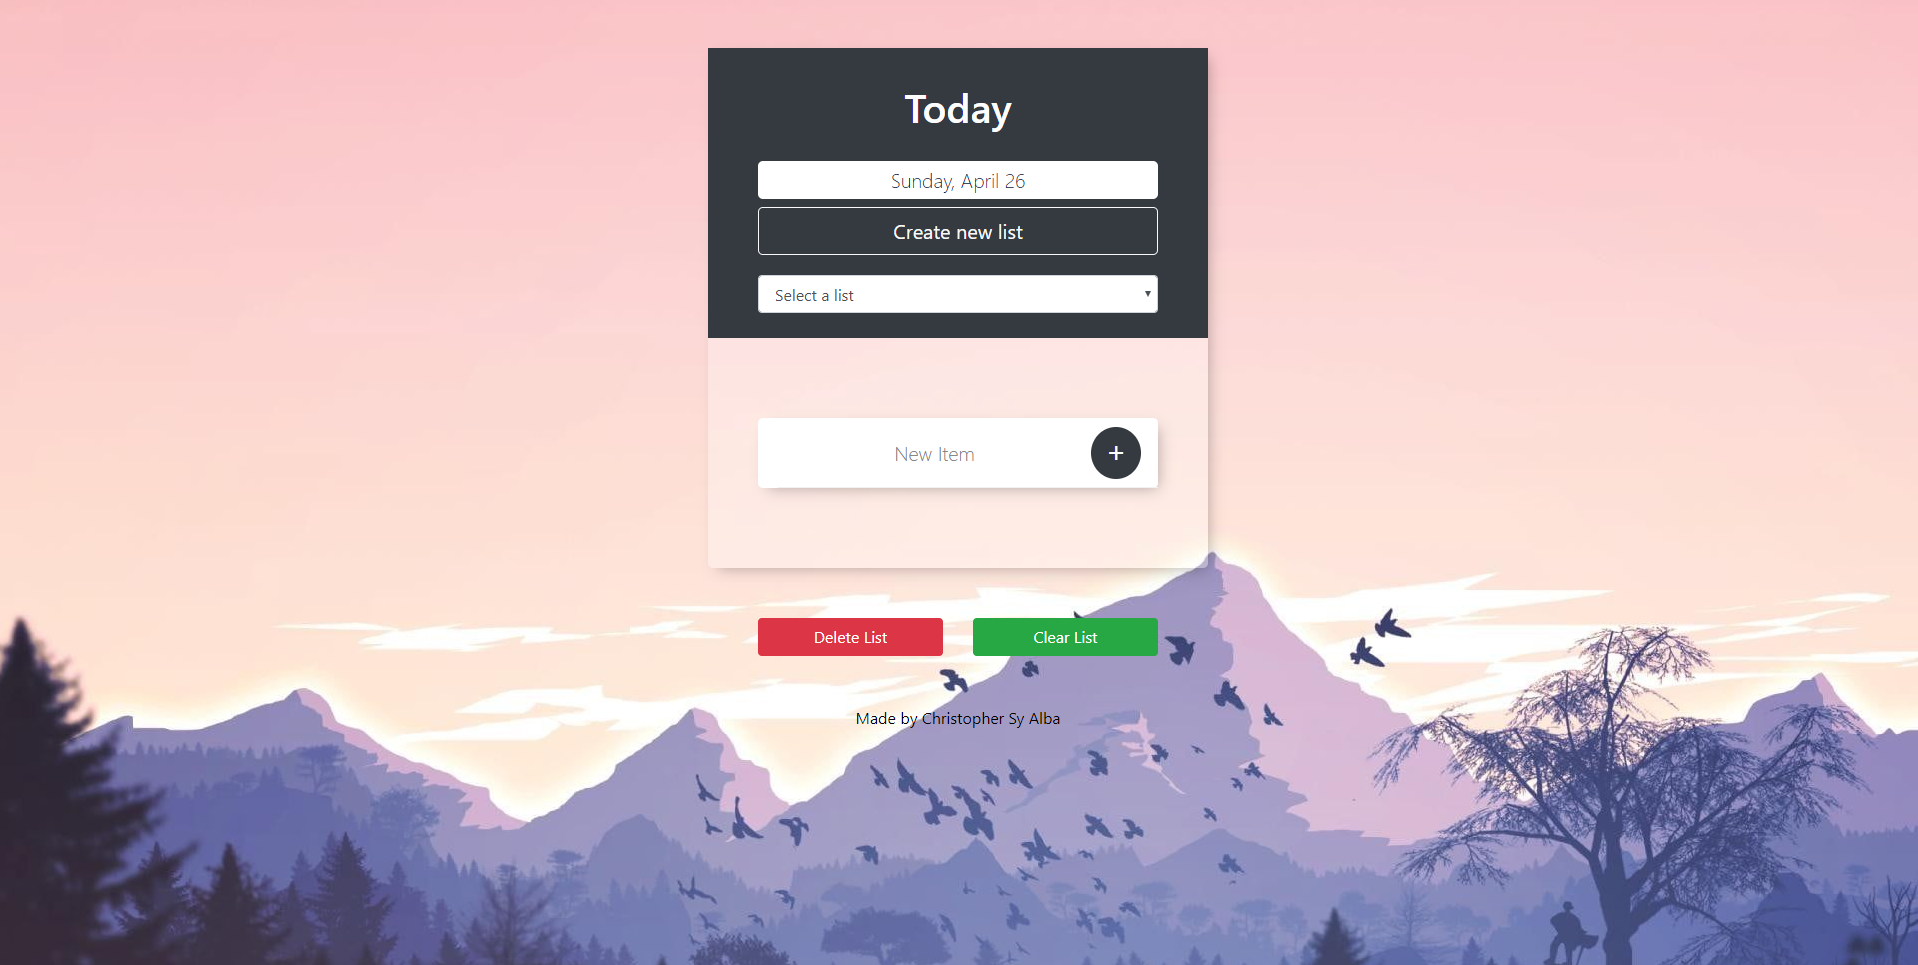 Today
Sunday, April 26
Create new list
Select a list
New Item
+
Delete List
Clear List
Made by Christopher Sy Alba